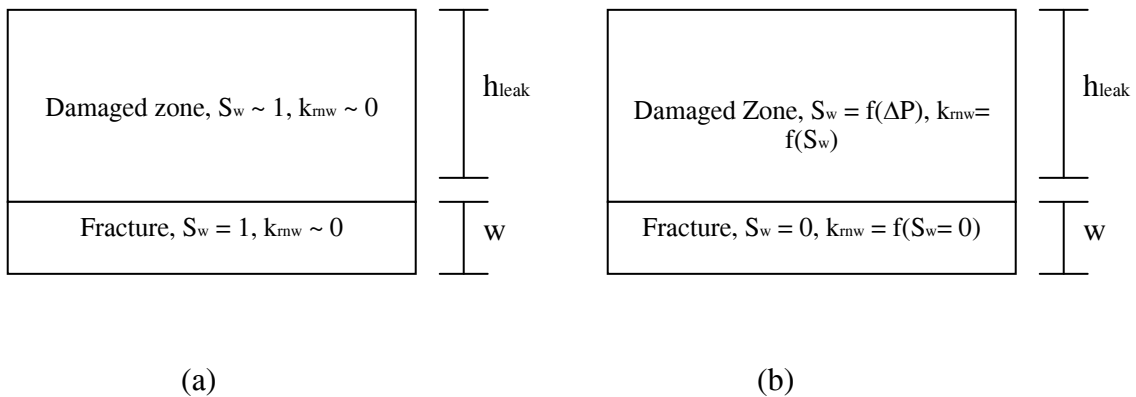 Damaged zone, Sw ~ 1, krnw ~ 0
hleak
Fracture, Sw = 1, krnw ~ 0
w
(a)
Damaged Zone, Sw = f(ΔP), krnw=
f(Sw)
hleak
Fracture, Sw = 0, krnw = f(Sw= 0)
w
(b)